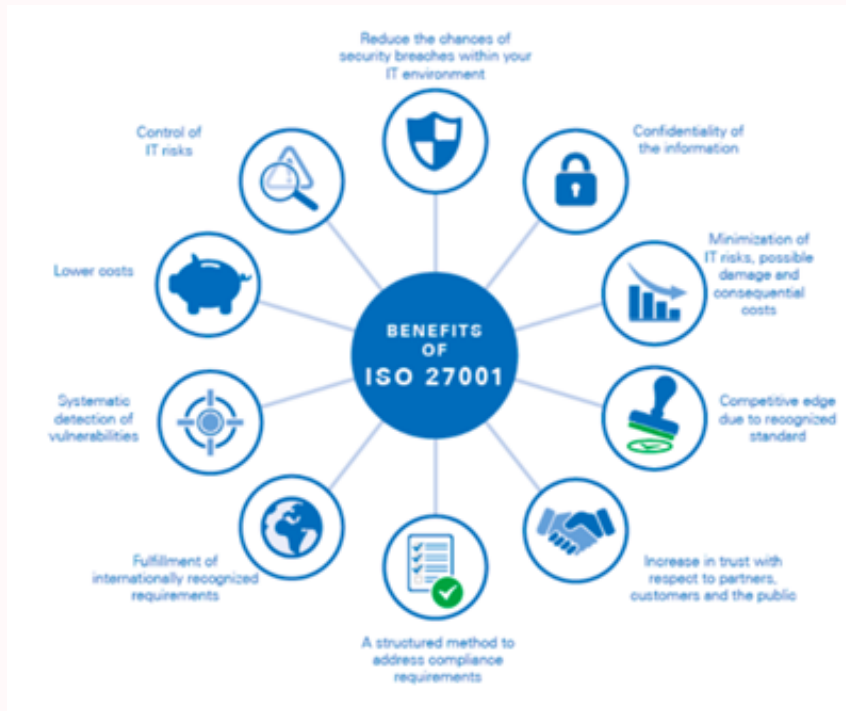 Reduce the chances of
security breaches within your
IT environment
Confidentiality of
the information
Minimization of
IT risks, possible
damage and
consequential
costs
Competitive edge
due to recognized
standard
Increase in trust with
respect to partners,
customers and the public
A structured method to
address compliance
requirements
Fulfillment of
internationally recognized
requirements
Systematic
detection of
vulnerabilities
Lower costs
Control of
IT risks
BENEFITS
OF
ISO 27001